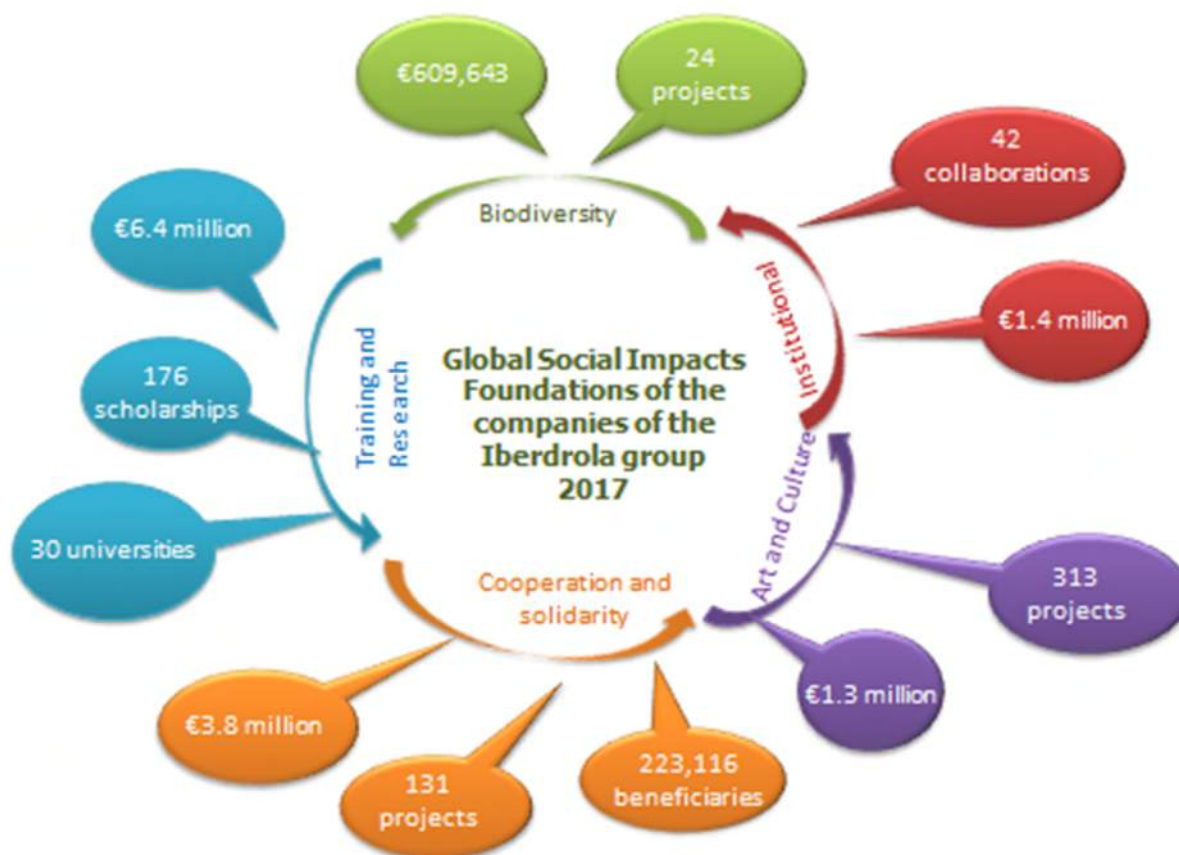 €609,643
24
projects
42
collaborations
€6.4 million
Biodiversity
Institutional
€1.4 million
176
scholarships
Training and
Research
Global Social Impacts
Foundations of the
companies of the
Iberdrola group
2017
30 universities
Art and Culture
313
projects
Cooperation and
solidarity
€1.3 million
€3.8 million
131
projects
223,116
beneficiaries